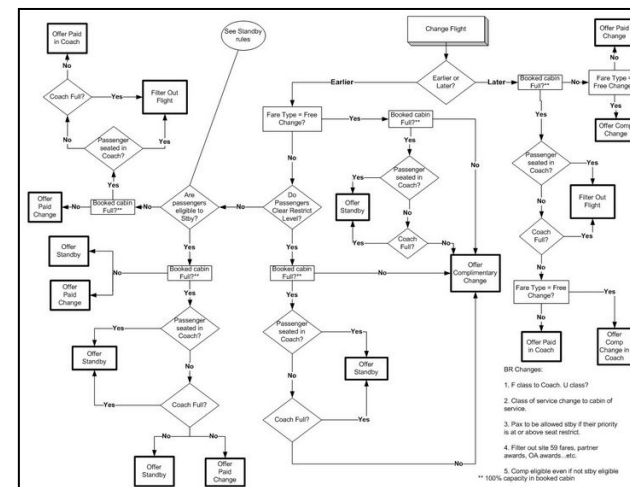 Change Flight
See Standby
rules
Offer Paid
in Coach
Offer Paid
Change
No
No
Earlier or
Later?
Earlier
Later
Booked cabin
Full?**
No
Fare Type =
Free Change?
Yes
Offer Comp
Change
Coach Full?
Yes
Filter Out
Flight
Fare Type = Free
Change?
Yes
Booked cabin
Full?**
Yes
No
Yes
Passenger
seated in
Coach?
No
Yes
Passenger
seated in
Coach?
Yes
No
Passenger
seated in
Coach?
Yes
No
Filter Out
Flight
Yes
Offer
Paid
Change
No
Booked cabin
Full?**
No
Are
passengers
eligible to
Stby?
No
Do
Passengers
Clear Restrict
Level?
Offer
Standby
Yes
No
Coach
Full?
No
Coach
Full?
Yes
No
Yes
Yes
Offer
Standby
No
Booked cabin
Full?**
Booked cabin
Full?**
No
Offer
Complimentary
Change
Offer
Paid
Change
Fare Type = Free
Change?
Yes
No
Yes
Yes
Offer
Standby
Yes
Passenger
seated in
Coach?
Passenger
seated in
Coach?
Yes
Offer
Standby
Offer Paid
in Coach
Offer
Comp
Change
in Coach
Yes
No
No
Yes
Coach Full?
Coach Full?
No
No
No
Offer
Standby
Offer
Paid
Change
BR Changes:
1. F class to Coach. U class?
2. Class of service change to cabin of
service.
3. Pax to be allowed stby if their priority
is at or above seat restrict.
4. Filter out site 59 fares, partner
awards, OA awards...etc.
5. Comp eligible even if not stby eligible
** 100% capacity in booked cabin